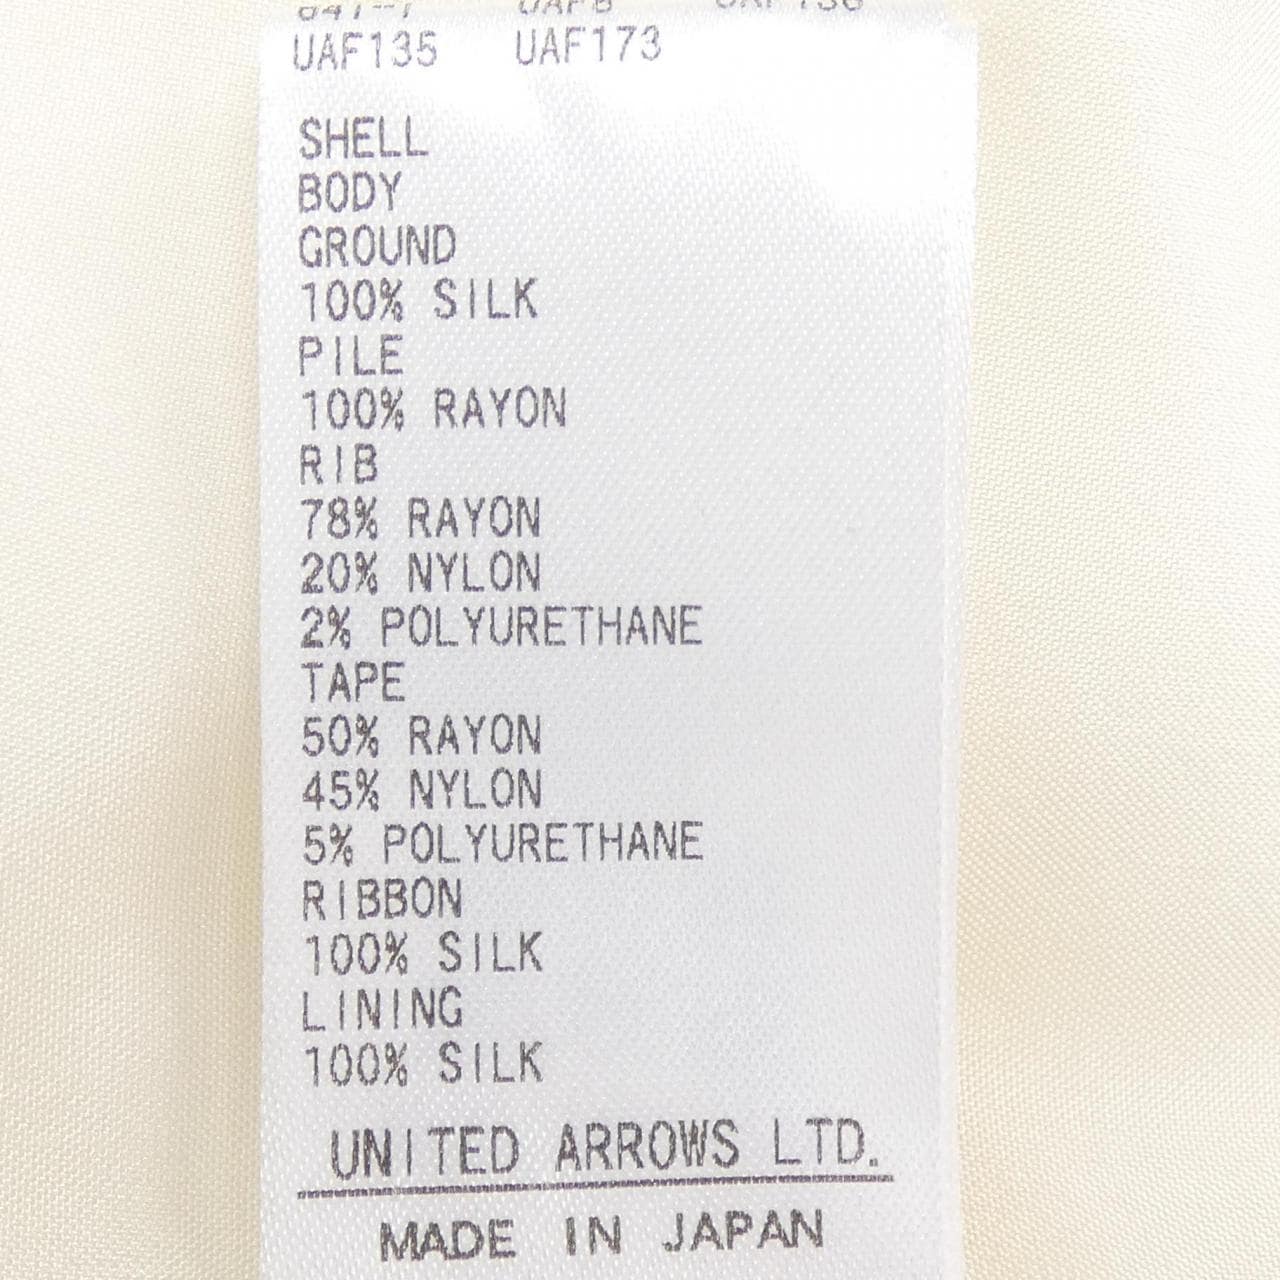 UAF135 UAF173
SHELL
BODY
GROUND
100% SILK
PILE
100% RAYON
RIB
78% RAYON
20% NYLON
2% POLYURETHANE
TAPE
50% RAYON
45% NYLON
5% POLYURETHANE
RIBBON
100% SILK
LINING
100% SILK
UNITED ARROWS LTD.
MADE IN JAPAN